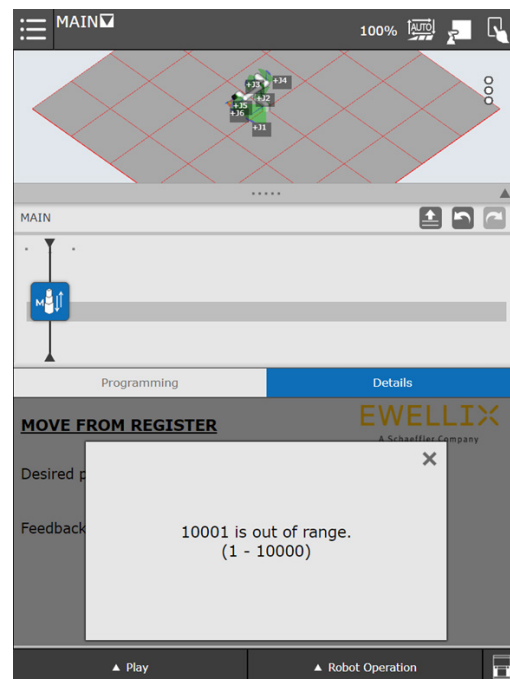 MAIN
100%
AUTO
+J3
+J4
+J2
+J5
+J6
+J1
MAIN
M
Programming
Details
EWELLIX
A Schaeffler Company
MOVE FROM REGISTER
Desired p
Feedback
10001 is out of range.
(1 - 10000)
Play
Robot Operation